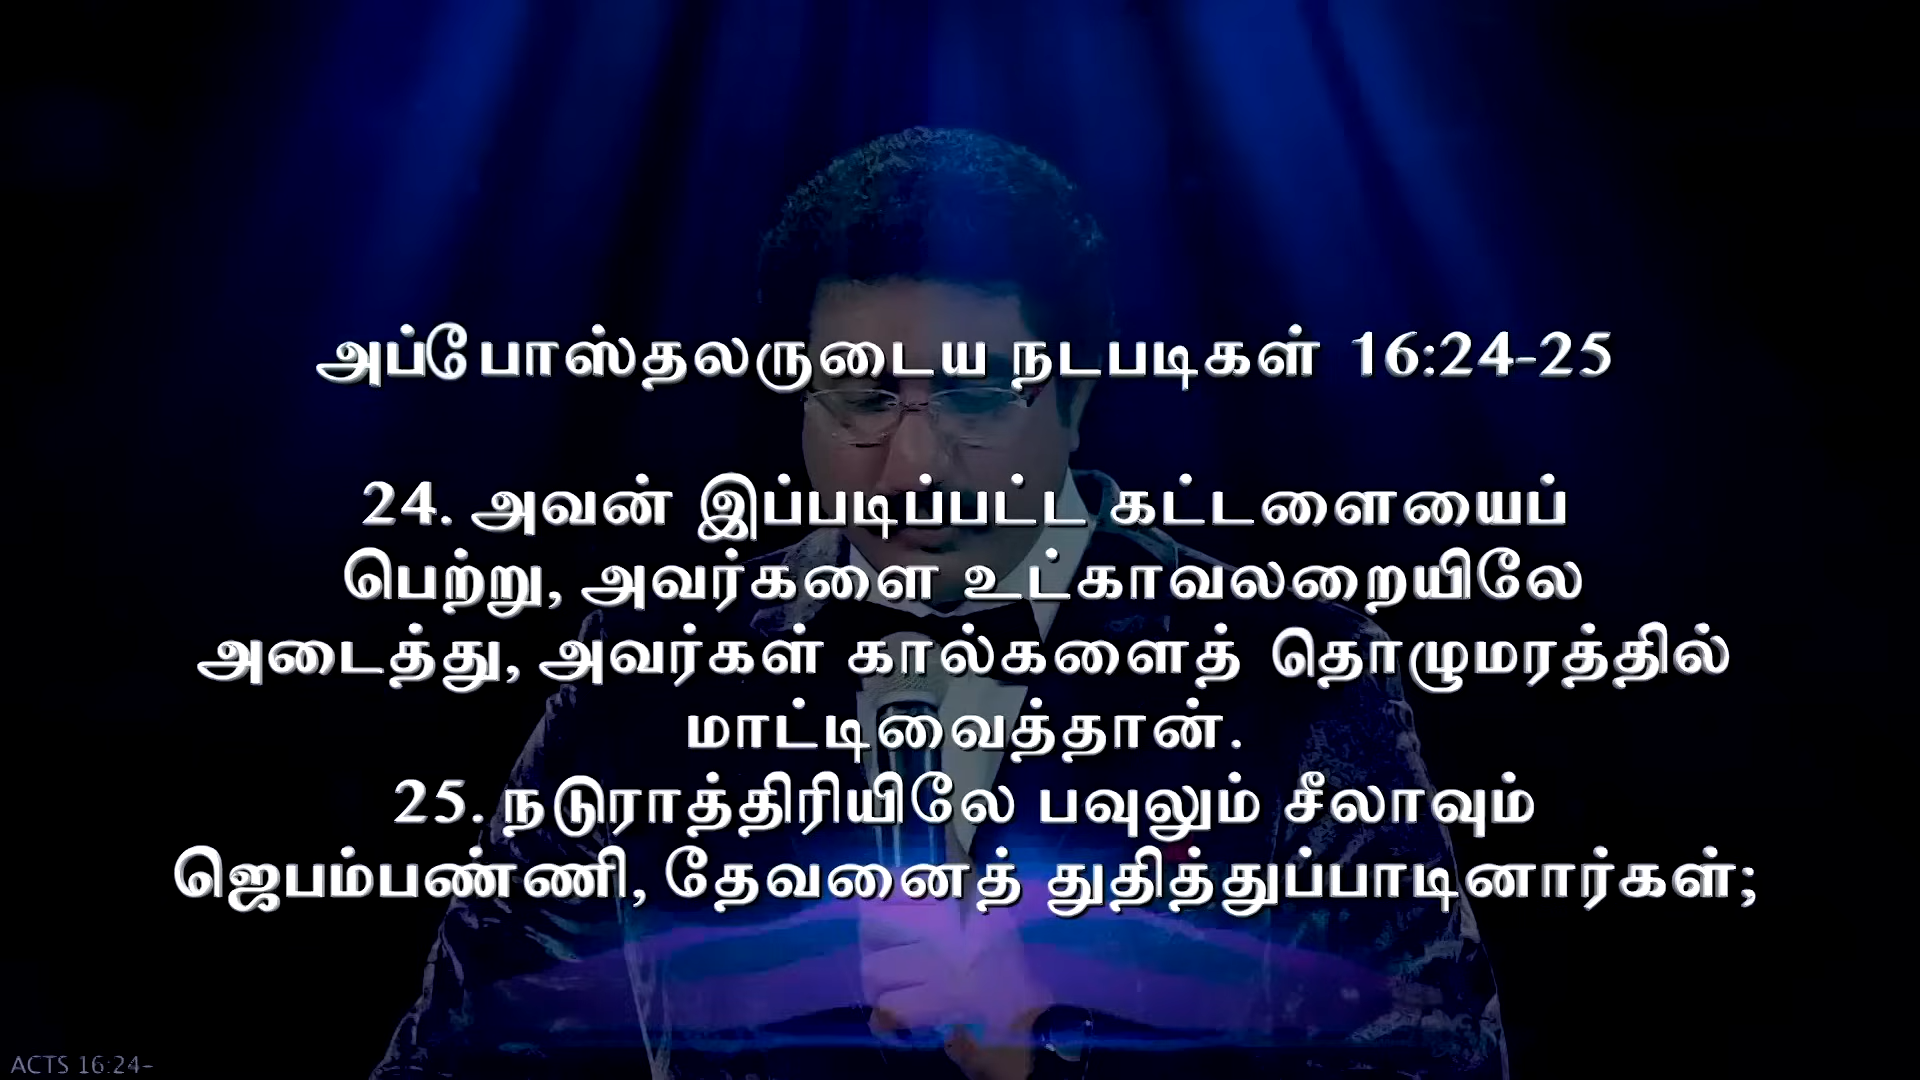 அப்போஸ்தலருடைய நடபடிகள் 16:24-25
24. அவன் இப்படிப்பட்ட கட்டளையைப்
பெற்று, அவர்களை உட்காவலறையிலே
அடைத்து, அவர்கள் கால்களைத் தொழுமரத்தில்
மாட்டிவைத்தான்.
25. நடுராத்திரியிலே பவுலும் சீலாவும்
ஜெபம்பண்ணி, தேவனைத் துதித்துப்பாடினார்கள்;
ACTS 16:24-